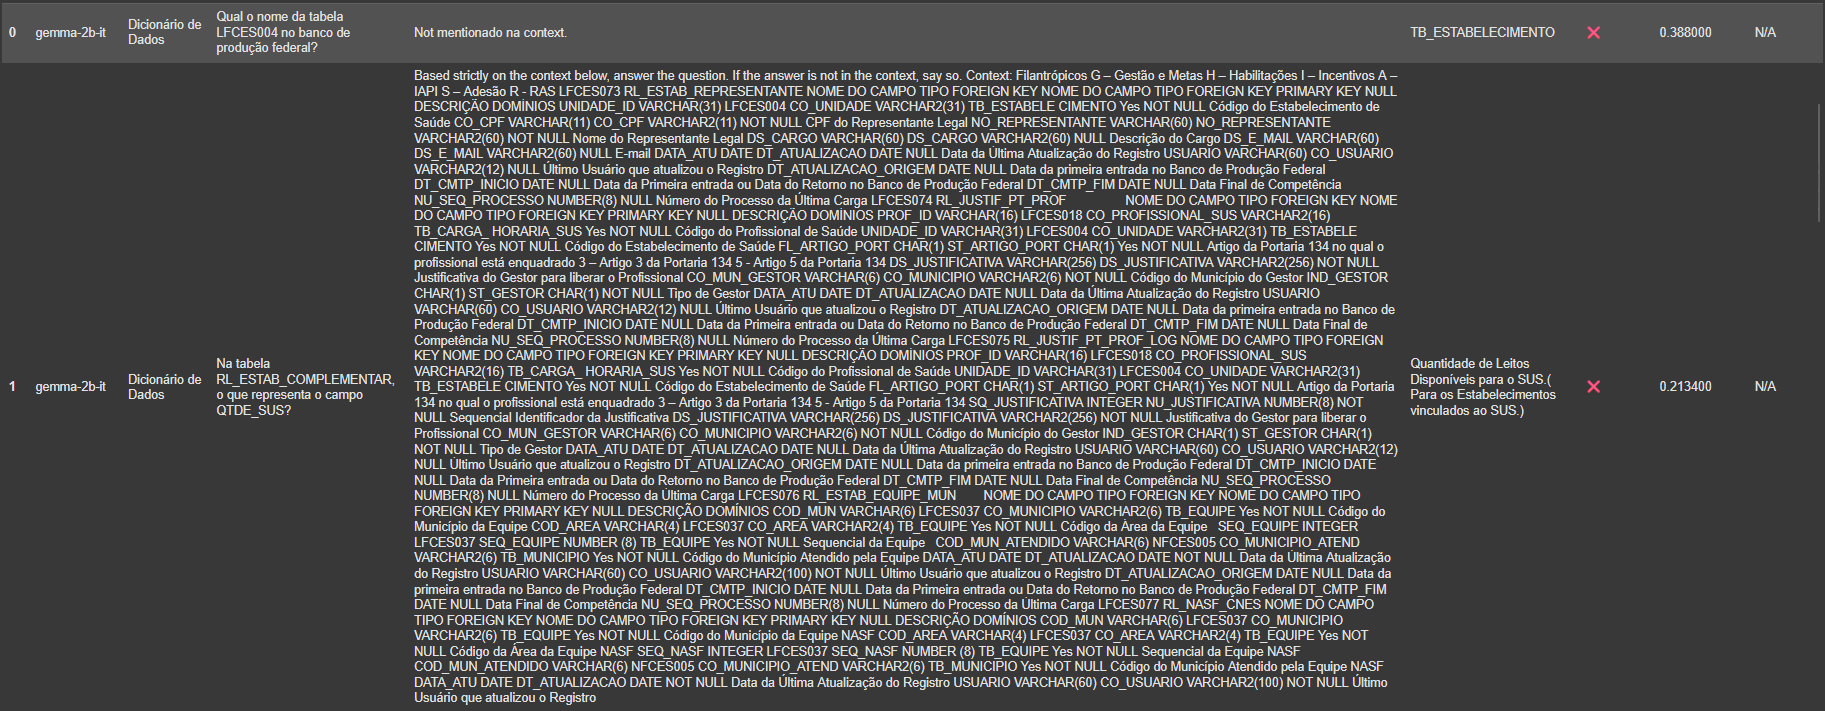 0
gemma-2b-it
Dicionário de
Dados
Qual o nome da tabela
LFCES004 no banco de
produção federal?
Not mentionado na context.
TB_ESTABELECIMENTO
❌
0.388000
N/A
1
gemma-2b-it
Dicionário de
Dados
Na tabela
RL_ESTAB_COMPLEMENTAR,
o que representa o campo
QTDE_SUS?
Based strictly on the context below, answer the question. If the answer is not in the context, say so. Context: Filantrópicos G – Gestão e Metas H – Habilitações I – Incentivos A –
IAPI S – Adesão R - RAS LFCES073 RL_ESTAB_REPRESENTANTE NOME DO CAMPO TIPO FOREIGN KEY NOME DO CAMPO TIPO FOREIGN KEY PRIMARY KEY NULL
DESCRIÇÃO DOMÍNIOS UNIDADE_ID VARCHAR(31) LFCES004 CO_UNIDADE VARCHAR2(31) TB_ESTABELE CIMENTO Yes NOT NULL Código do Estabelecimento de
Saúde CO_CPF VARCHAR(11) CO_CPF VARCHAR2(11) NOT NULL CPF do Representante Legal NO_REPRESENTANTE VARCHAR(60) NO_REPRESENTANTE
VARCHAR2(60) NOT NULL Nome do Representante Legal DS_CARGO VARCHAR(60) DS_CARGO VARCHAR2(60) NULL Descrição do Cargo DS_E_MAIL VARCHAR(60)
DS_E_MAIL VARCHAR2(60) NULL E-mail DATA_ATU DATE DT_ATUALIZACAO DATE NULL Data da Última Atualização do Registro USUARIO VARCHAR(60) CO_USUARIO
VARCHAR2(12) NULL Último Usuário que atualizou o Registro DT_ATUALIZACAO_ORIGEM DATE NULL Data da primeira entrada no Banco de Produção Federal
DT_CMTP_INICIO DATE NULL Data da Primeira entrada ou Data do Retorno no Banco de Produção Federal DT_CMTP_FIM DATE NULL Data Final de Competência
NU_SEQ_PROCESSO NUMBER(8) NULL Número do Processo da Última Carga LFCES074 RL_JUSTIF_PT_PROF NOME DO CAMPO TIPO FOREIGN KEY NOME
DO CAMPO TIPO FOREIGN KEY PRIMARY KEY NULL DESCRIÇÃO DOMÍNIOS PROF_ID VARCHAR(16) LFCES018 CO_PROFISSIONAL_SUS VARCHAR2(16)
TB_CARGA_ HORARIA_SUS Yes NOT NULL Código do Profissional de Saúde UNIDADE_ID VARCHAR(31) LFCES004 CO_UNIDADE VARCHAR2(31) TB_ESTABELE
CIMENTO Yes NOT NULL Código do Estabelecimento de Saúde FL_ARTIGO_PORT CHAR(1) ST_ARTIGO_PORT CHAR(1) Yes NOT NULL Artigo da Portaria 134 no qual o
profissional está enquadrado 3 – Artigo 3 da Portaria 134 5 - Artigo 5 da Portaria 134 DS_JUSTIFICATIVA VARCHAR(256) DS_JUSTIFICATIVA VARCHAR2(256) NOT NULL
Justificativa do Gestor para liberar o Profissional CO_MUN_GESTOR VARCHAR(6) CO_MUNICIPIO VARCHAR2(6) NOT NULL Código do Município do Gestor IND_GESTOR
CHAR(1) ST_GESTOR CHAR(1) NOT NULL Tipo de Gestor DATA_ATU DATE DT_ATUALIZACAO DATE NULL Data da Última Atualização do Registro USUARIO
VARCHAR(60) CO_USUARIO VARCHAR2(12) NULL Último Usuário que atualizou o Registro DT_ATUALIZACAO_ORIGEM DATE NULL Data da primeira entrada no Banco de
Produção Federal DT_CMTP_INICIO DATE NULL Data da Primeira entrada ou Data do Retorno no Banco de Produção Federal DT_CMTP_FIM DATE NULL Data Final de
Competência NU_SEQ_PROCESSO NUMBER(8) NULL Número do Processo da Última Carga LFCES075 RL_JUSTIF_PT_PROF_LOG NOME DO CAMPO TIPO FOREIGN
KEY NOME DO CAMPO TIPO FOREIGN KEY PRIMARY KEY NULL DESCRIÇÃO DOMÍNIOS PROF_ID VARCHAR(16) LFCES018 CO_PROFISSIONAL_SUS
VARCHAR2(16) TB_CARGA_ HORARIA_SUS Yes NOT NULL Código do Profissional de Saúde UNIDADE_ID VARCHAR(31) LFCES004 CO_UNIDADE VARCHAR2(31)
TB_ESTABELE CIMENTO Yes NOT NULL Código do Estabelecimento de Saúde FL_ARTIGO_PORT CHAR(1) ST_ARTIGO_PORT CHAR(1) Yes NOT NULL Artigo da Portaria
134 no qual o profissional está enquadrado 3 – Artigo 3 da Portaria 134 5 - Artigo 5 da Portaria 134 SQ_JUSTIFICATIVA INTEGER NU_JUSTIFICATIVA NUMBER(8) NOT
NULL Sequencial Identificador da Justificativa DS_JUSTIFICATIVA VARCHAR(256) DS_JUSTIFICATIVA VARCHAR2(256) NOT NULL Justificativa do Gestor para liberar o
Profissional CO_MUN_GESTOR VARCHAR(6) CO_MUNICIPIO VARCHAR2(6) NOT NULL Código do Município do Gestor IND_GESTOR CHAR(1) ST_GESTOR CHAR(1)
NOT NULL Tipo de Gestor DATA_ATU DATE DT_ATUALIZACAO DATE NULL Data da Última Atualização do Registro USUARIO VARCHAR(60) CO_USUARIO VARCHAR2(12)
NULL Último Usuário que atualizou o Registro DT_ATUALIZACAO_ORIGEM DATE NULL Data da primeira entrada no Banco de Produção Federal DT_CMTP_INICIO DATE
NULL Data da Primeira entrada ou Data do Retorno no Banco de Produção Federal DT_CMTP_FIM DATE NULL Data Final de Competência NU_SEQ_PROCESSO
NUMBER(8) NULL Número do Processo da Última Carga LFCES076 RL_ESTAB_EQUIPE_MUN NOME DO CAMPO TIPO FOREIGN KEY NOME DO CAMPO TIPO
FOREIGN KEY PRIMARY KEY NULL DESCRIÇÃO DOMÍNIOS COD_MUN VARCHAR(6) LFCES037 CO_MUNICIPIO VARCHAR2(6) TB_EQUIPE Yes NOT NULL Código do
Município da Equipe COD_AREA VARCHAR(4) LFCES037 CO_AREA VARCHAR2(4) TB_EQUIPE Yes NOT NULL Código da Área da Equipe SEQ_EQUIPE INTEGER
LFCES037 SEQ_EQUIPE NUMBER (8) TB_EQUIPE Yes NOT NULL Sequencial da Equipe COD_MUN_ATENDIDO VARCHAR(6) NFCES005 CO_MUNICIPIO_ATEND
VARCHAR2(6) TB_MUNICIPIO Yes NOT NULL Código do Município Atendido pela Equipe DATA_ATU DATE DT_ATUALIZACAO DATE NOT NULL Data da Última Atualização
do Registro USUARIO VARCHAR(60) CO_USUARIO VARCHAR2(100) NOT NULL Último Usuário que atualizou o Registro DT_ATUALIZACAO_ORIGEM DATE NULL Data da
primeira entrada no Banco de Produção Federal DT_CMTP_INICIO DATE NULL Data da Primeira entrada ou Data do Retorno no Banco de Produção Federal DT_CMTP_FIM
DATE NULL Data Final de Competência NU_SEQ_PROCESSO NUMBER(8) NULL Número do Processo da Última Carga LFCES077 RL_NASF_CNES NOME DO CAMPO
TIPO FOREIGN KEY NOME DO CAMPO TIPO FOREIGN KEY PRIMARY KEY NULL DESCRIÇÃO DOMÍNIOS COD_MUN VARCHAR(6) LFCES037 CO_MUNICIPIO
VARCHAR2(6) TB_EQUIPE Yes NOT NULL Código do Município da Equipe NASF COD_AREA VARCHAR(4) LFCES037 CO_AREA VARCHAR2(4) TB_EQUIPE Yes NOT
NULL Código da Área da Equipe NASF SEQ_NASF INTEGER LFCES037 SEQ_NASF NUMBER (8) TB_EQUIPE Yes NOT NULL Sequencial da Equipe NASF
COD_MUN_ATENDIDO VARCHAR(6) NFCES005 CO_MUNICIPIO_ATEND VARCHAR2(6) TB_MUNICIPIO Yes NOT NULL Código do Município Atendido pela Equipe NASF
DATA_ATU DATE DT_ATUALIZACAO DATE NOT NULL Data da Última Atualização do Registro USUARIO VARCHAR(60) CO_USUARIO VARCHAR2(100) NOT NULL Último
Usuário que atualizou o Registro
Quantidade de Leitos
Disponíveis para o SUS.(
Para os Estabelecimentos
vinculados ao SUS.)
❌
0.213400
N/A